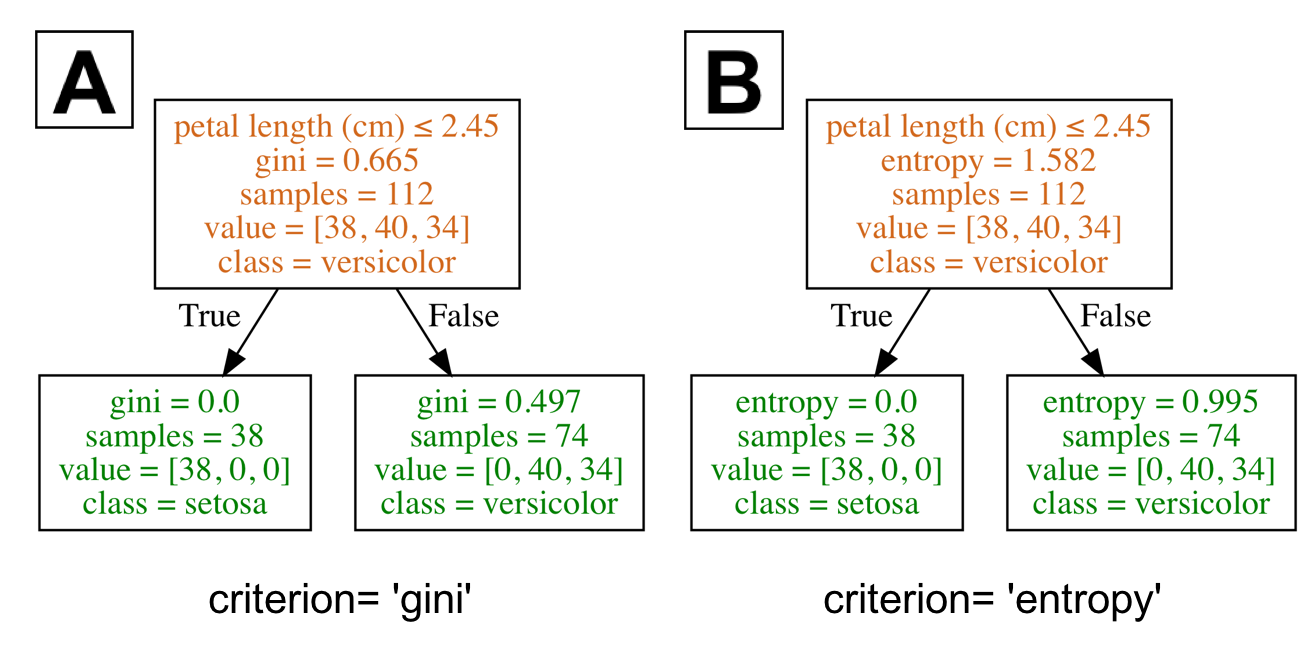 A
petal length (cm) ≤ 2.45
gini = 0.665
samples = 112
value = [38, 40, 34]
class = versicolor
True
False
gini = 0.0
samples = 38
value = [38, 0, 0]
class = setosa
gini = 0.497
samples = 74
value = [0, 40, 34]
class = versicolor
criterion= 'gini'
B
petal length (cm) ≤ 2.45
entropy = 1.582
samples = 112
value = [38, 40, 34]
class = versicolor
True
False
entropy = 0.0
samples = 38
value = [38, 0, 0]
class = setosa
entropy = 0.995
samples = 74
value = [0, 40, 34]
class = versicolor
criterion= 'entropy'